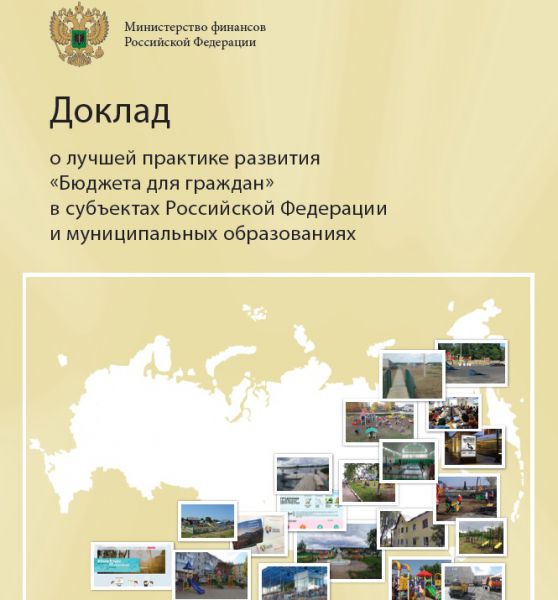 Министерство финансов
Российской Федерации
Доклад
о лучшей практике развития
«Бюджета для граждан»
в субъектах Российской Федерации
и муниципальных образованиях